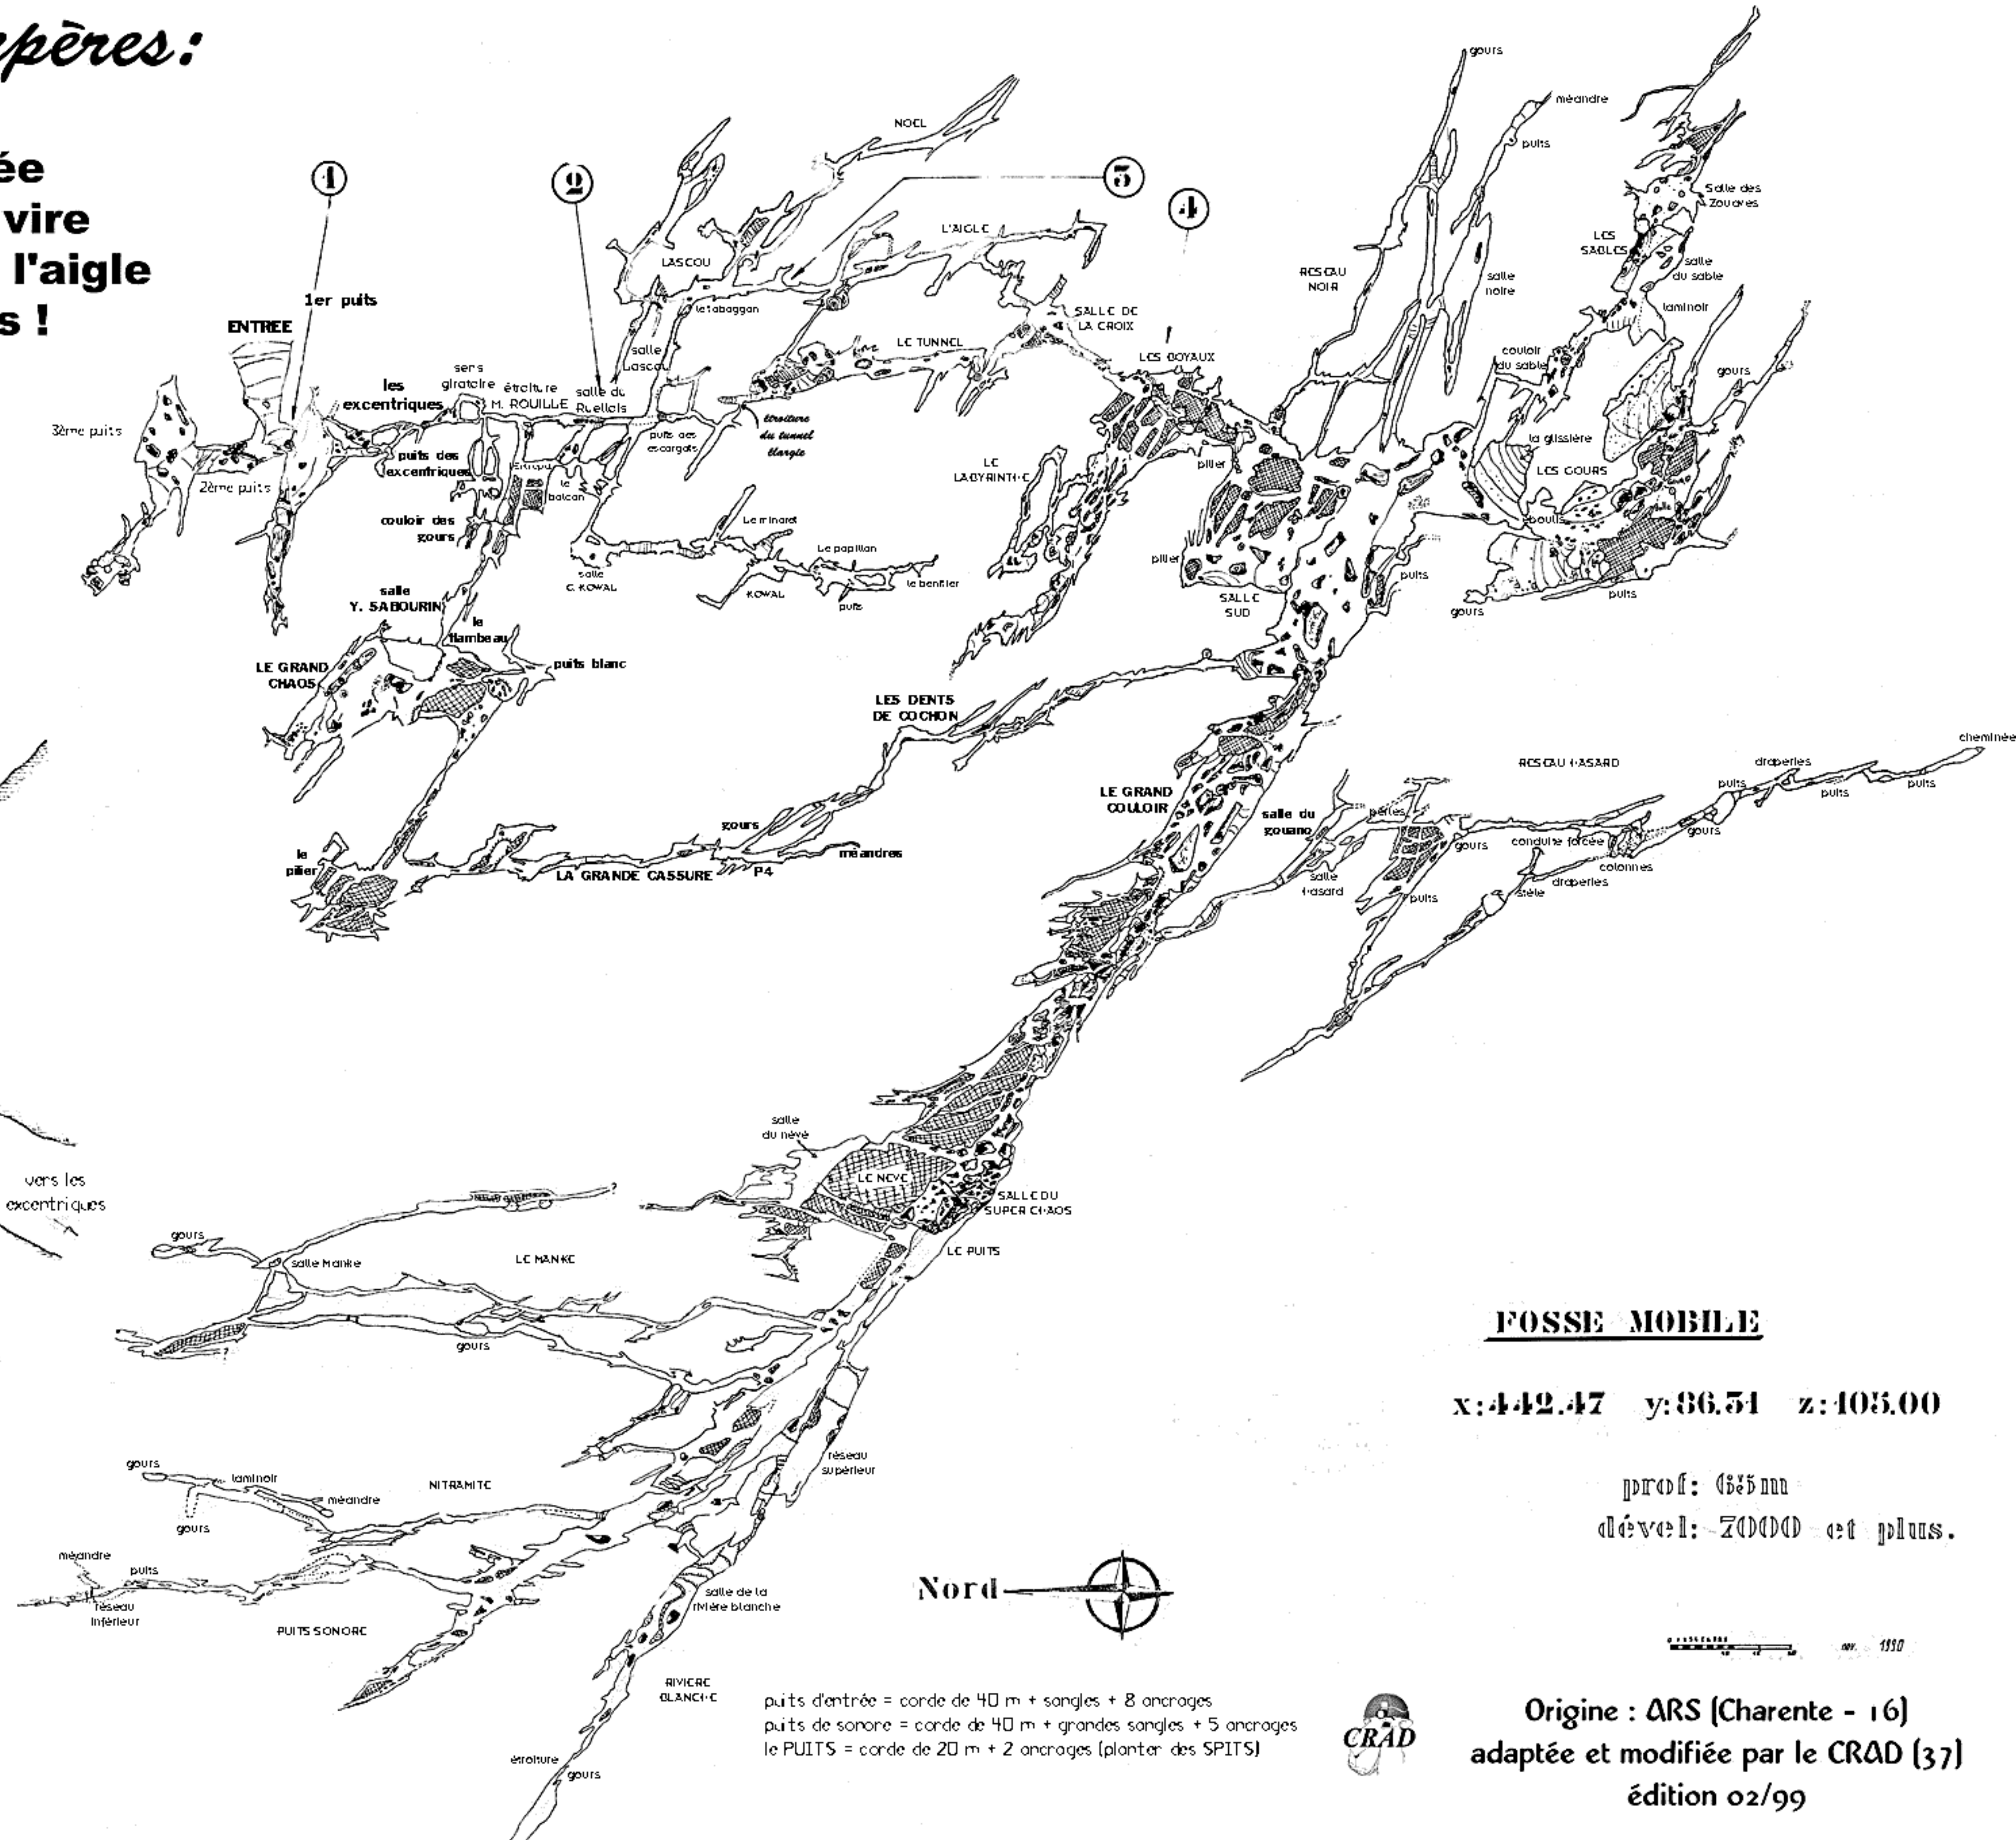 pères:
ée
vire
l'aigle
s !
1
2
3
4
NOEL
gours
méandre
puits
Salle des
Zouaves
LES
SABLES
salle
du sable
laminoir
L'AIGLE
LASCOU
le tabaggan
RESEAU
NOIR
salle
noire
1er puits
ENTREE
SALLE DE
LA CROIX
LE TUNNEL
LES BOYAUX
couloir
du sable
gours
salle
Lascou
sens
giratoire
étroiture
M. ROUILLE
salle du
Ruellois
les
excentriques
3ème puits
2ème puits
puits des
excentriques
puits des
escargots
étroiture
du tunnel
élargie
le
balcon
LE
LABYRINTHE
pilier
la glissière
LES GOURS
éboulis
couloir des
gours
Le minaret
Le papillon
le benitier
salle
C. KOWAL
KOWAL
puits
pilier
SALLE
SUD
puits
gours
puits
salle
Y. SABOURIN
le
flambeau
puits blanc
LE GRAND
CHAOS
LES DENTS
DE COCHON
cheminée
draperies
RESEAU HASARD
puits
puits
puits
LE GRAND
COULOIR
salle du
gouano
perles
gours
conduite forcée
gours
colonnes
draperies
salle
hasard
stèle
puits
gours
méandres
le
pilier
LA GRANDE CASSURE
P4
salle
du névé
LE NEVE
SALLE DU
SUPER CHAOS
LE PUITS
vers les
excentriques
?
gours
salle Manke
LE MANKE
gours
?
réseau
supérieur
gours
laminoir
NITRAMITE
méandre
gours
méandre
puits
réseau
inférieur
PUITS SONORE
salle de la
rivière blanche
RIVIERE
BLANCHE
étroiture
gours
FOSSE MOBILE
x:442.47 y:86.31 z:105.00
prof: 65m
dével: 7000 et plus.
Nord
nov. 1990
puits d'entrée = corde de 40 m + sangles + 8 ancrages
puits de sonore = corde de 40 m + grandes sangles + 5 ancrages
le PUITS = corde de 20 m + 2 ancrages (planter des SPITS)
CRAD
Origine : ARS (Charente - 16)
adaptée et modifiée par le CRAD (37)
édition 02/99